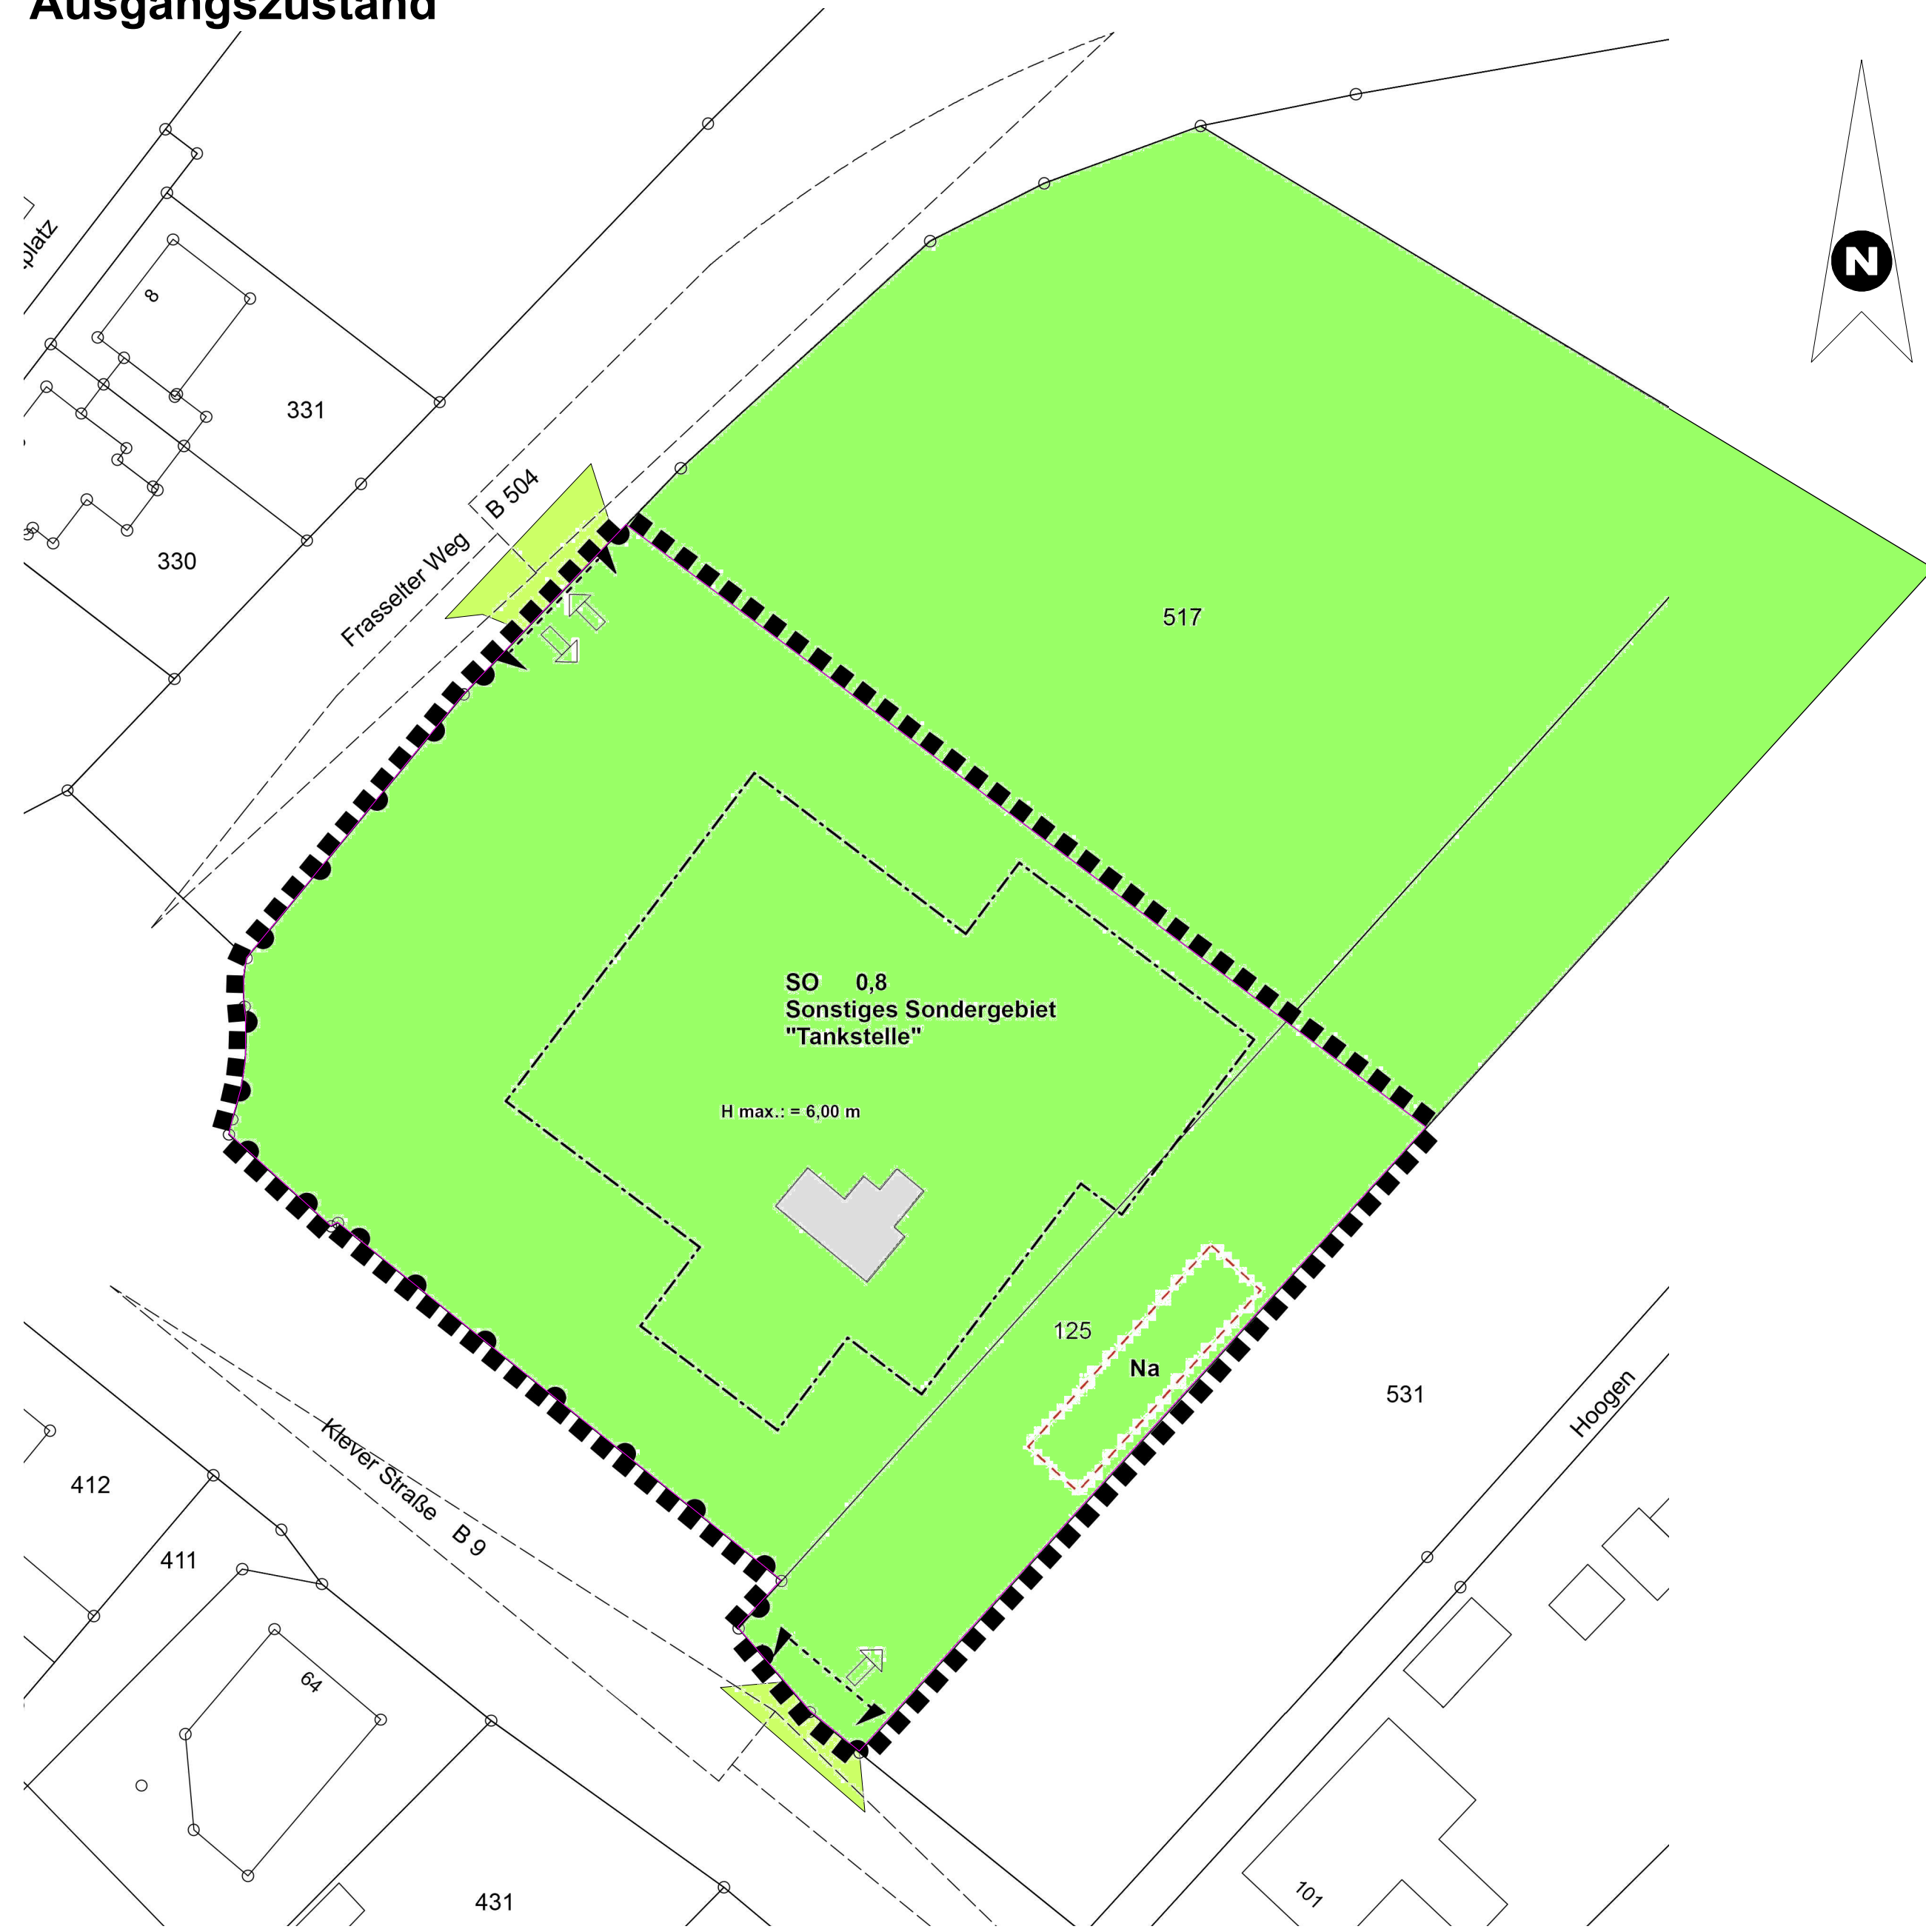 Ausgangszustand
N
8
331
B 504
Frasselter Weg
330
517
SO 0,8
Sonstiges Sondergebiet
"Tankstelle"
H max.: = 6,00 m
125
Na
531
Hoogen
Klever Straße B 9
412
411
64
431
101